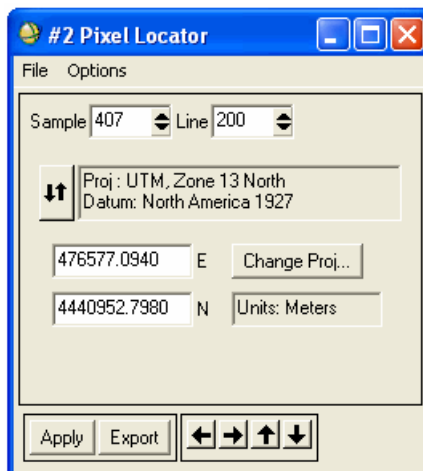 #2 Pixel Locator
File Options
Sample 407 Line 200
Proj : UTM, Zone 13 North
Datum: North America 1927
476577.0940 E Change Proj...
4440952.7980 N Units: Meters
Apply Export